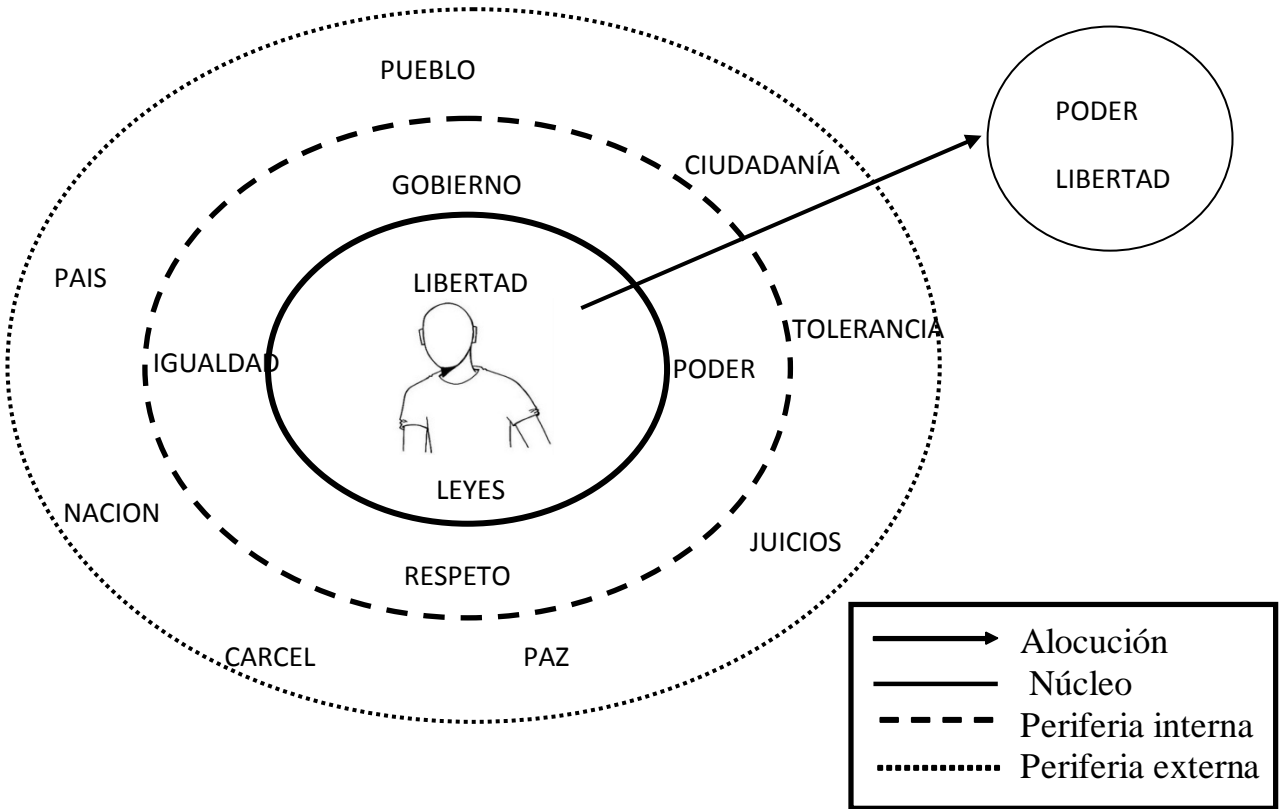 PUEBLO
PODER
LIBERTAD
CIUDADANÍA
GOBIERNO
PAIS
LIBERTAD
TOLERANCIA
IGUALDAD
PODER
LEYES
NACION
JUICIOS
RESPETO
CARCEL
PAZ
Alocución
Núcleo
Periferia interna
Periferia externa